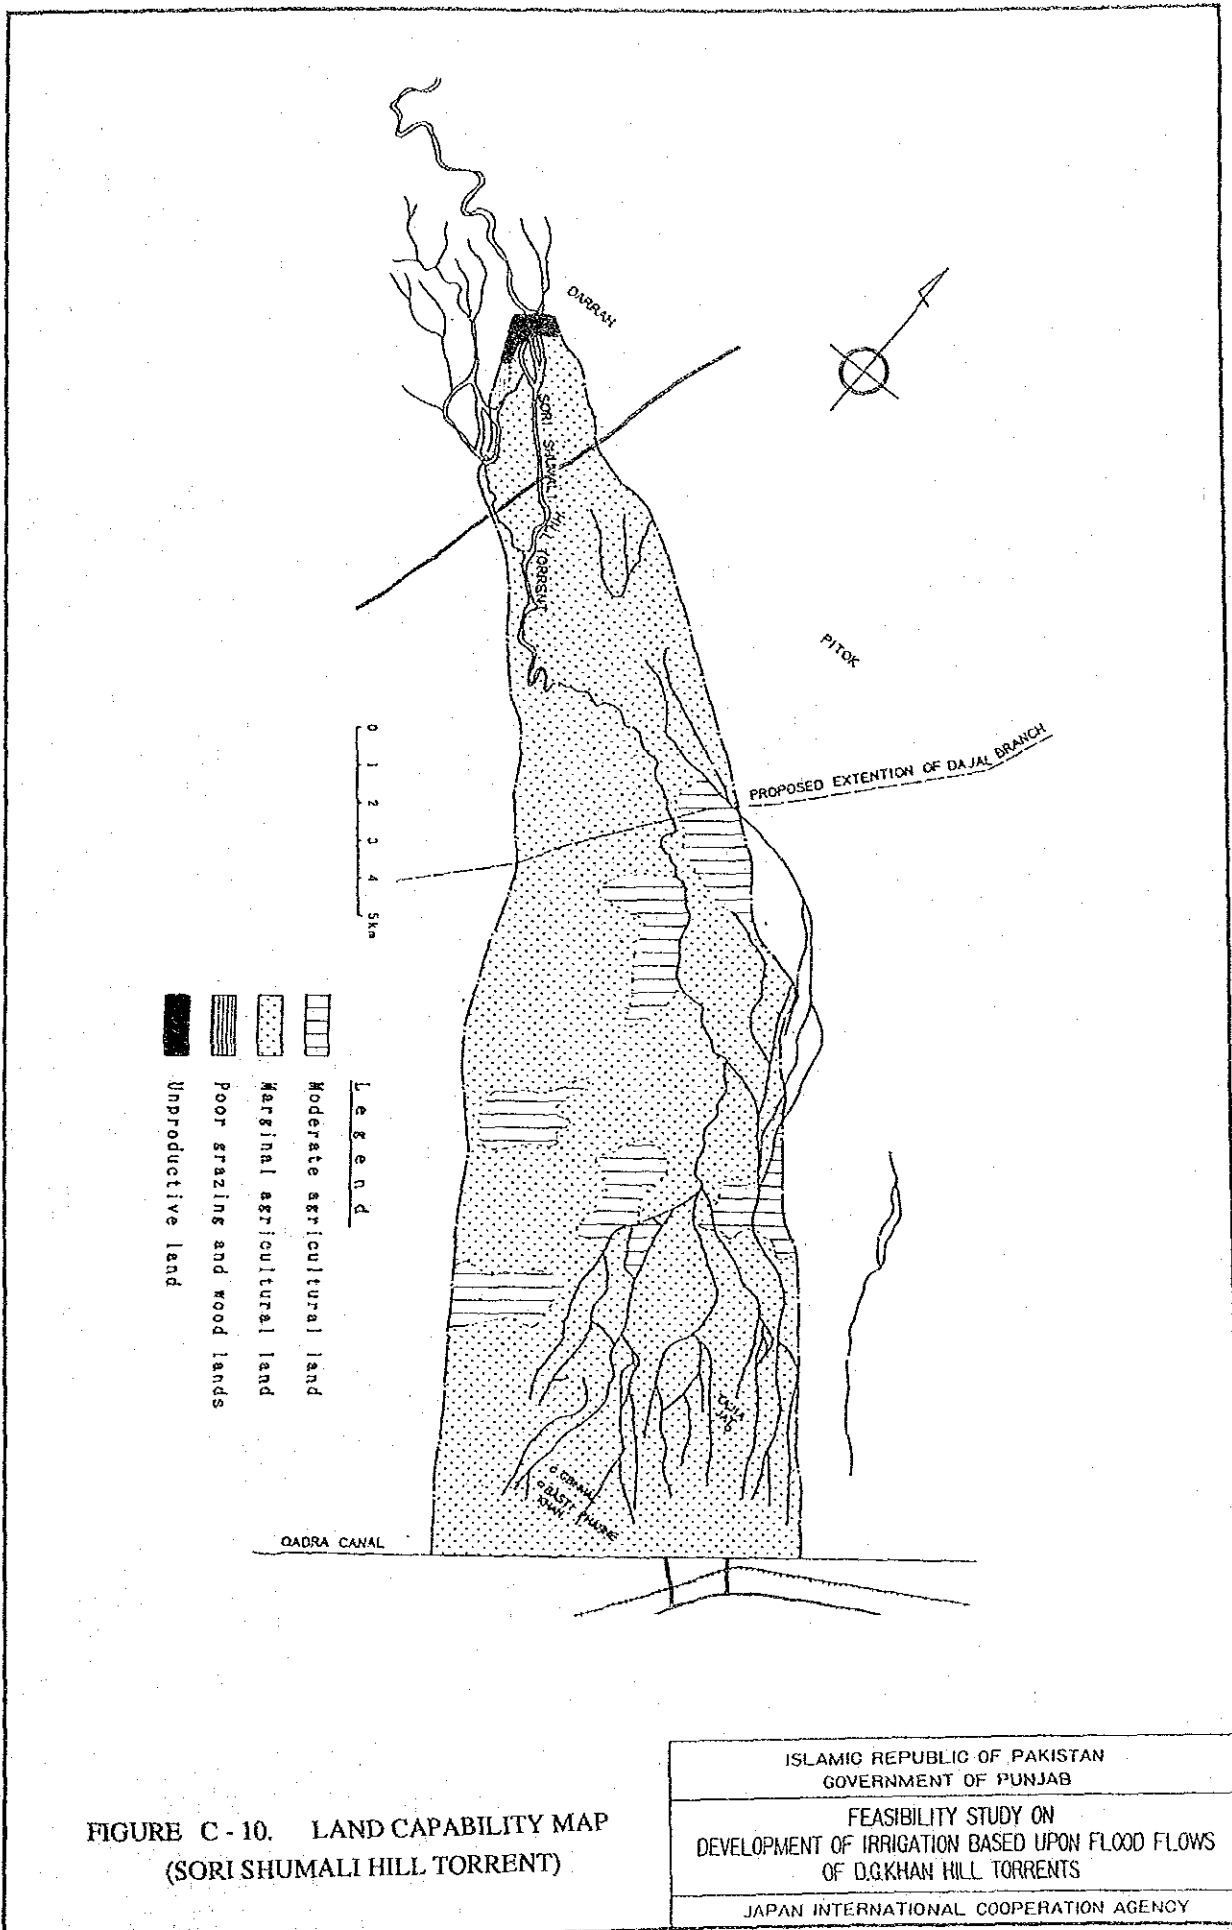 DARRAH
SORI SHUMALI HILL TORRENT
PITOK
PROPOSED EXTENTION OF DAJAL BRANCH
0 1 2 3 4 5km
Legend
Moderate agricultural land
Marginal agricultural land
Poor grazing and wood lands
Unproductive land
BASTI
KHAN
QADRA CANAL
FIGURE C - 10. LAND CAPABILITY MAP
(SORI SHUMALI HILL TORRENT)
ISLAMIC REPUBLIC OF PAKISTAN
GOVERNMENT OF PUNJAB
FEASIBILITY STUDY ON
DEVELOPMENT OF IRRIGATION BASED UPON FLOOD FLOWS
OF D.G.KHAN HILL TORRENTS
JAPAN INTERNATIONAL COOPERATION AGENCY